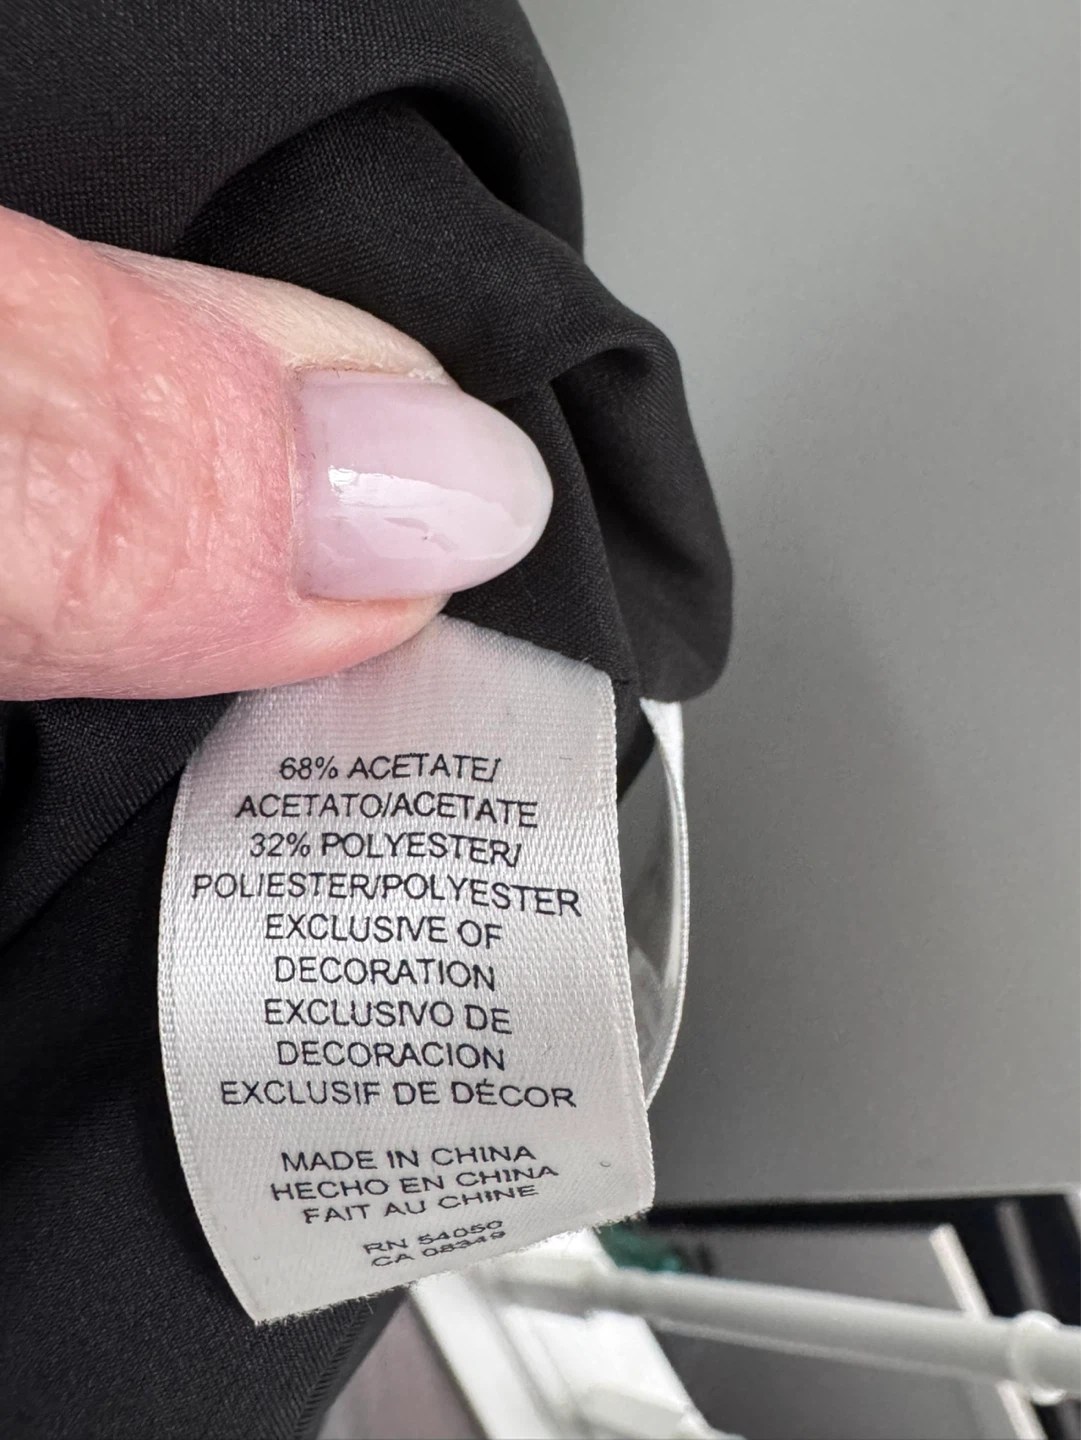 68% ACETATE/
ACETATO/ACETATE
32% POLYESTER/
POLIESTER/POLYESTER
EXCLUSIVE OF
DECORATION
EXCLUSIVO DE
DECORACION
EXCLUSIF DE DÉCOR
MADE IN CHINA
HECHO EN CHINA
FAIT AU CHINE
RN 54050
CA 08349